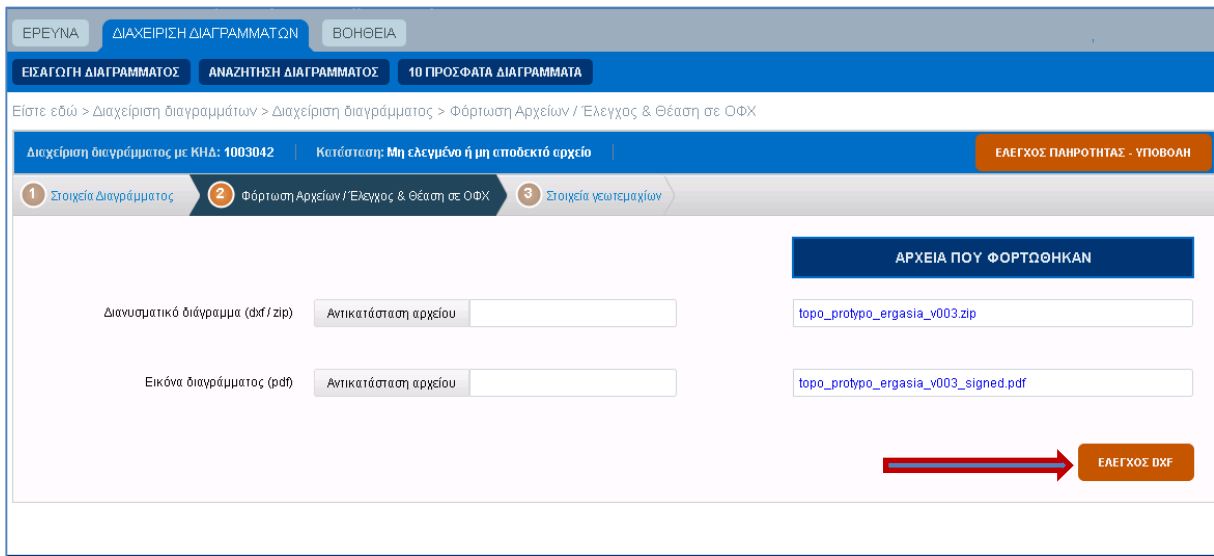 ΕΡΕΥΝΑ ΔΙΑΧΕΙΡΙΣΗ ΔΙΑΓΡΑΜΜΑΤΩΝ ΒΟΗΘΕΙΑ
ΕΙΣΑΓΩΓΗ ΔΙΑΓΡΑΜΜΑΤΟΣ ΑΝΑΖΗΤΗΣΗ ΔΙΑΓΡΑΜΜΑΤΟΣ 10 ΠΡΟΣΦΑΤΑ ΔΙΑΓΡΑΜΜΑΤΑ
Είστε εδώ > Διαχείριση διαγραμμάτων > Διαχείριση διαγράμματος > Φόρτωση Αρχείων / Έλεγχος & Θέαση σε ΟΦΧ
Διαχείριση διαγράμματος με ΚΗΔ: 1003042 | Κατάσταση: Μη ελεγμένο ή μη αποδεκτό αρχείο | ΕΛΕΓΧΟΣ ΠΛΗΡΟΤΗΤΑΣ - ΥΠΟΒΟΛΗ
1 Στοιχεία Διαγράμματος 2 Φόρτωση Αρχείων / Έλεγχος & Θέαση σε ΟΦΧ 3 Στοιχεία γεωτεμαχίων
ΑΡΧΕΙΑ ΠΟΥ ΦΟΡΤΩΘΗΚΑΝ
Διανυσματικό διάγραμμα (dxf / zip) Αντικατάσταση αρχείου topo_protypo_ergasia_v003.zip
Εικόνα διαγράμματος (pdf) Αντικατάσταση αρχείου topo_protypo_ergasia_v003_signed.pdf
ΕΛΕΓΧΟΣ DXF